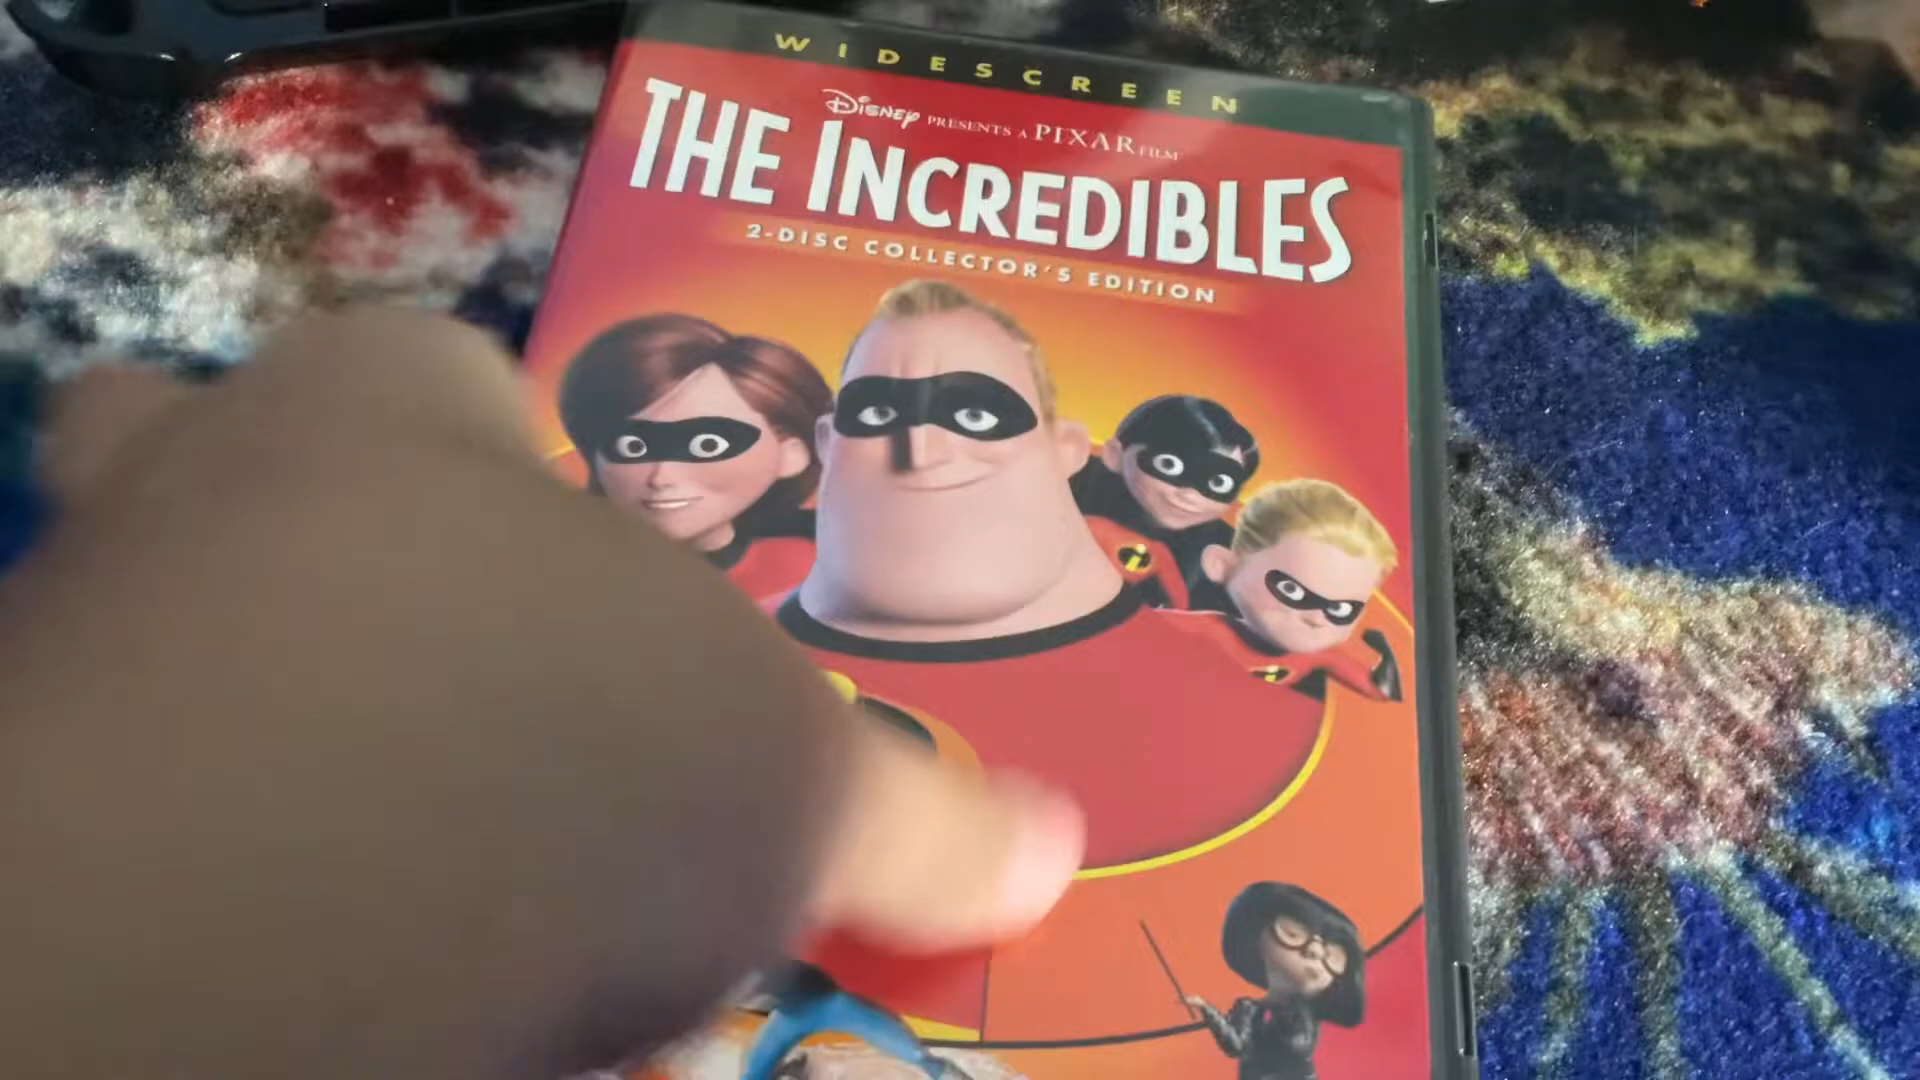 WIDESCREEN
Disney PRESENTS A PIXAR FILM
THE INCREDIBLES
2-DISC COLLECTOR'S EDITION